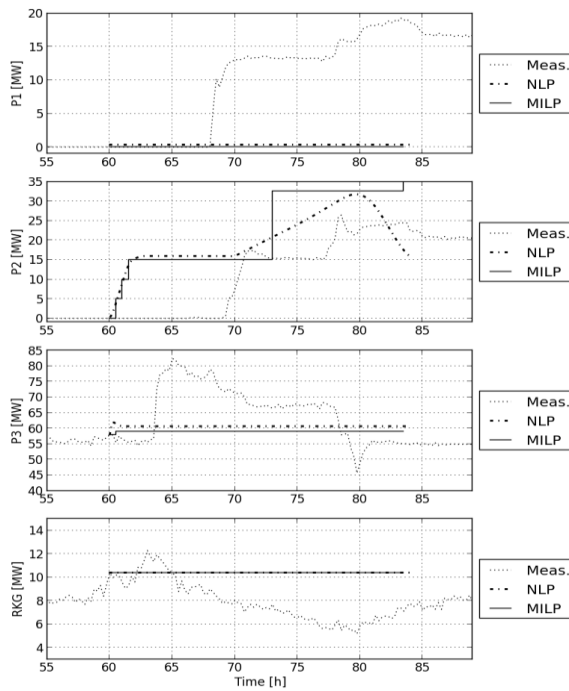 20
15
10
5
0
P1 [MW]
55 60 65 70 75 80 85
Meas.
NLP
MILP
35
30
25
20
15
10
5
0
P2 [MW]
55 60 65 70 75 80 85
Meas.
NLP
MILP
85
80
75
70
65
60
55
50
45
40
P3 [MW]
55 60 65 70 75 80 85
Meas.
NLP
MILP
14
12
10
8
6
4
RKG [MW]
55 60 65 70 75 80 85
Time [h]
Meas.
NLP
MILP